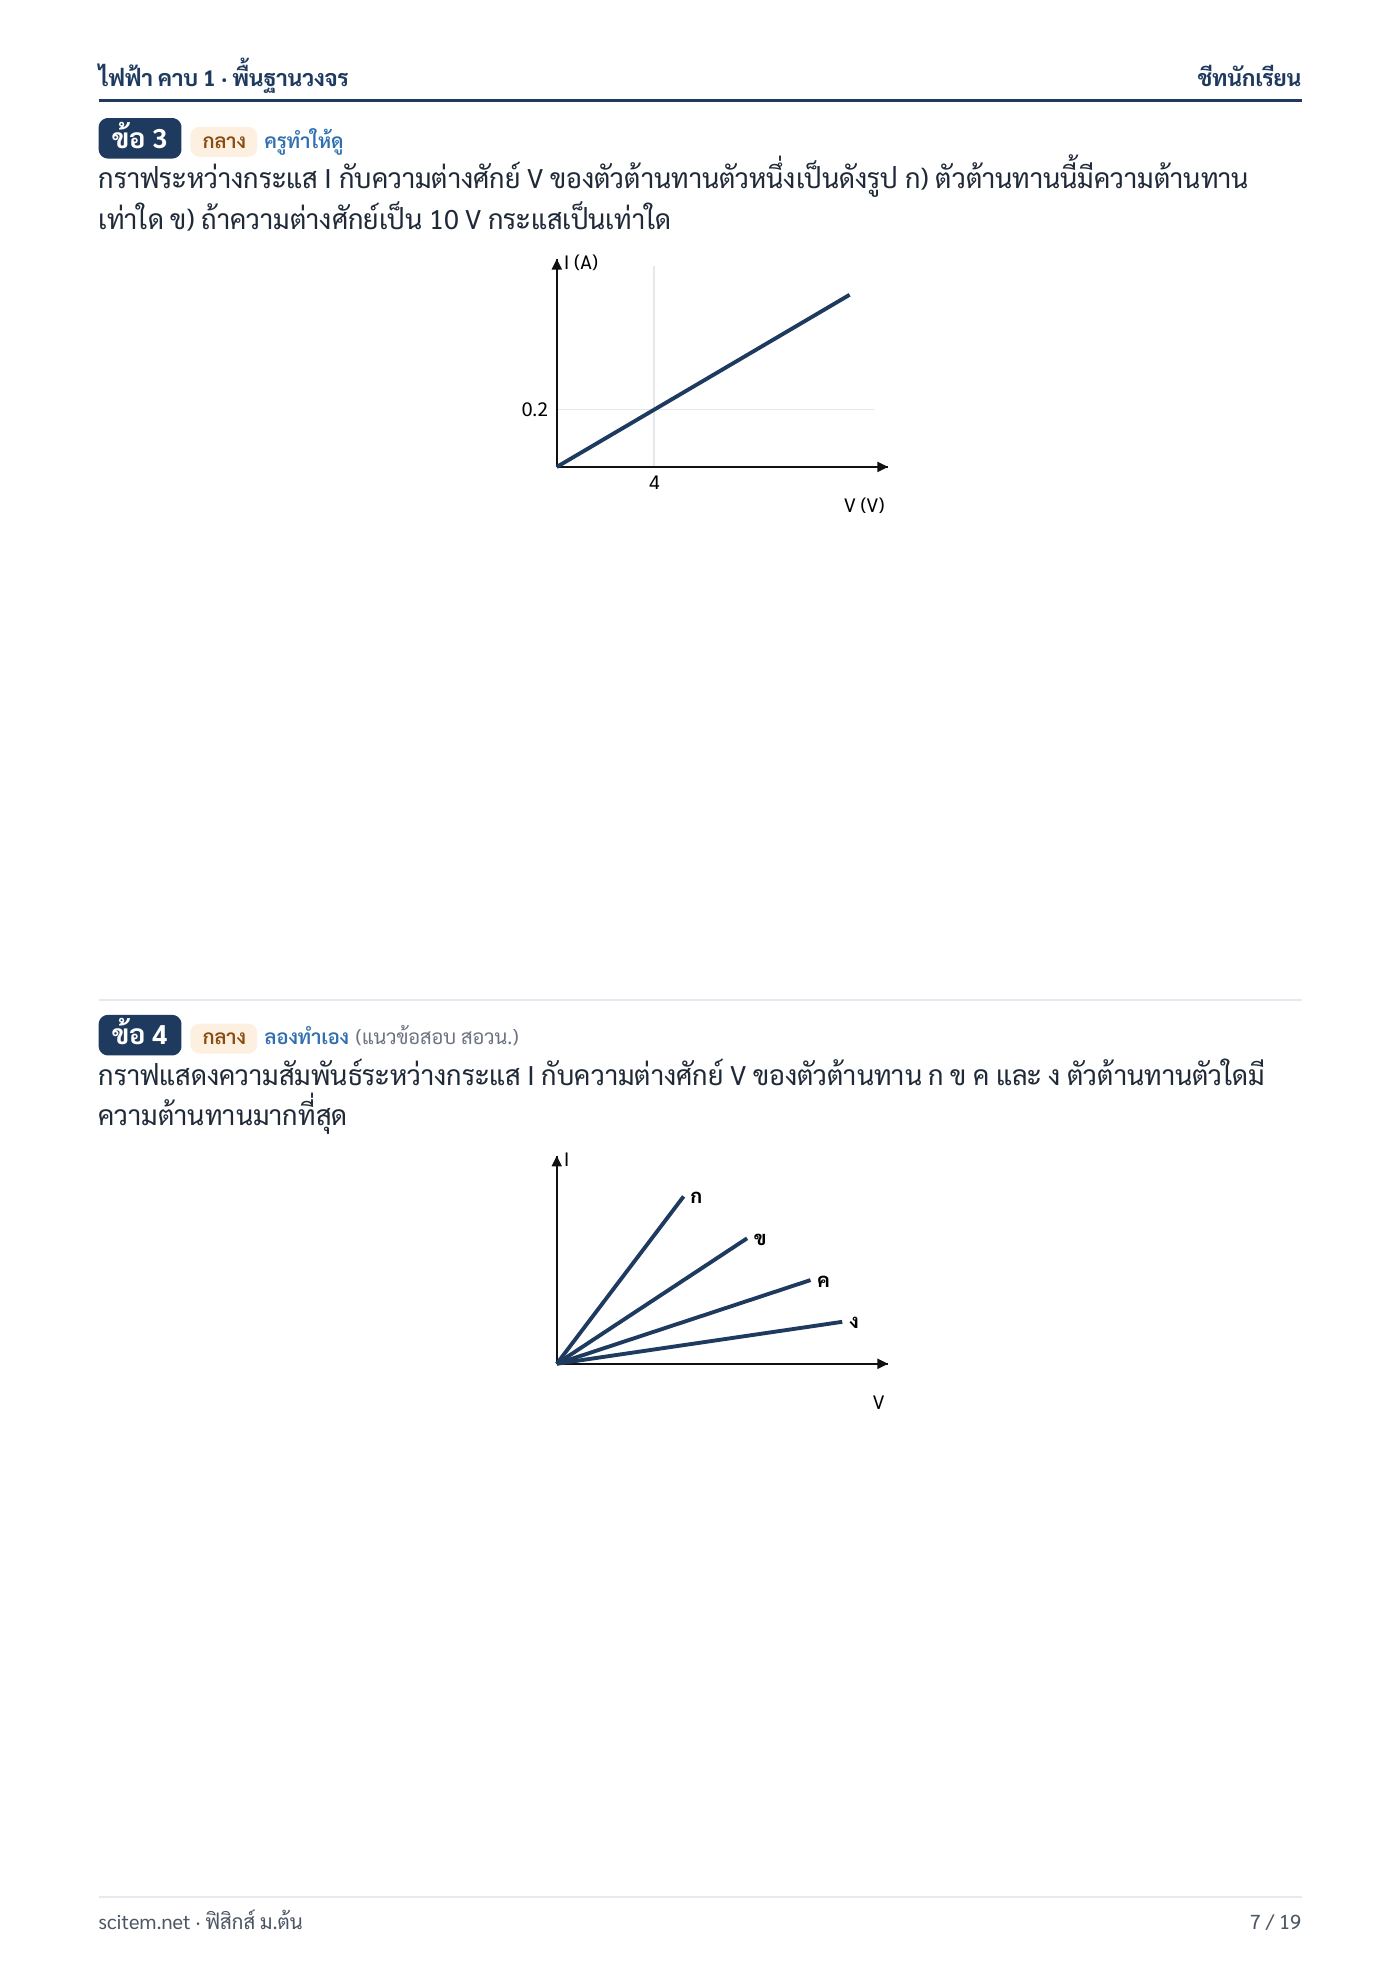 ไฟฟ้า คาบ 1 · พื้นฐานวงจร
ชีทนักเรียน
ข้อ 3 กลาง ครูทำให้ดู
กราฟระหว่างกระแส I กับความต่างศักย์ V ของตัวต้านทานตัวหนึ่งเป็นดังรูป ก) ตัวต้านทานนี้มีความต้านทาน
เท่าใด ข) ถ้าความต่างศักย์เป็น 10 V กระแสเป็นเท่าใด
I (A)
0.2
4
V (V)
ข้อ 4 กลาง ลองทำเอง (แนวข้อสอบ สอวน.)
กราฟแสดงความสัมพันธ์ระหว่างกระแส I กับความต่างศักย์ V ของตัวต้านทาน ก ข ค และ ง ตัวต้านทานตัวใดมี
ความต้านทานมากที่สุด
I
ก
ข
ค
ง
V
scitem.net · ฟิสิกส์ ม.ต้น
7 / 19